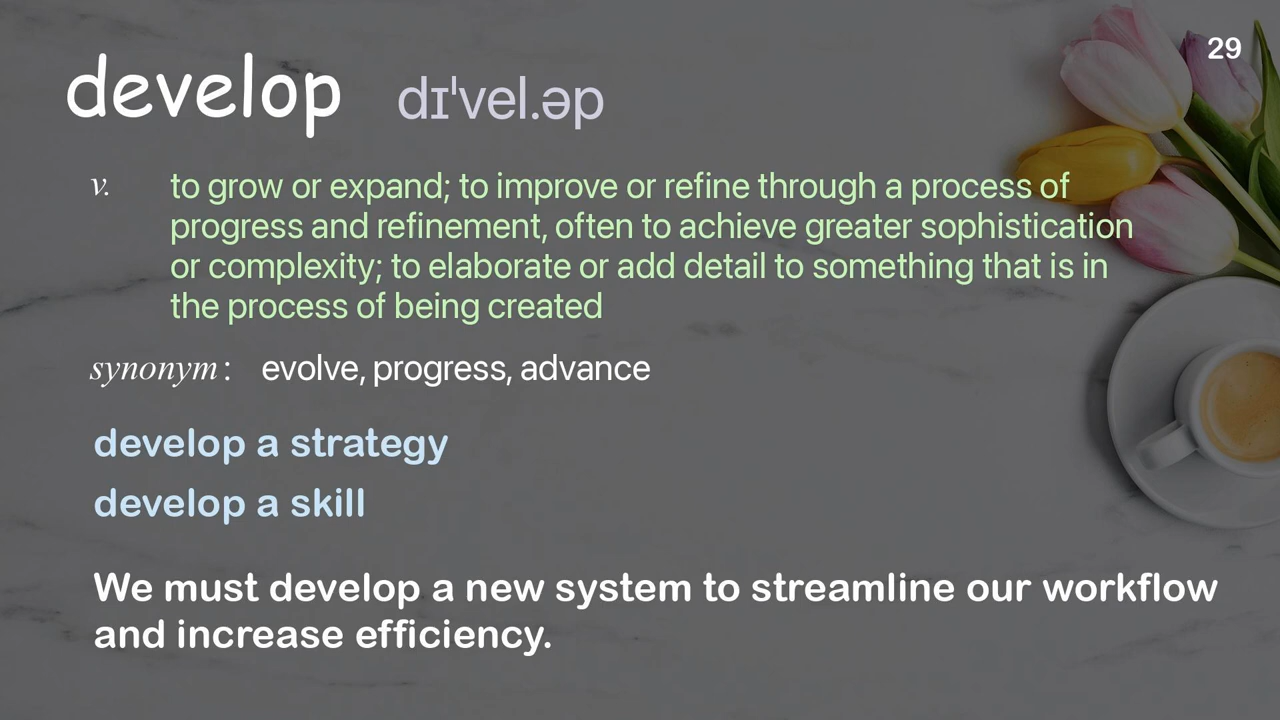 29
develop dɪˈvel.əp
v. to grow or expand; to improve or refine through a process of
progress and refinement, often to achieve greater sophistication
or complexity; to elaborate or add detail to something that is in
the process of being created
synonym : evolve, progress, advance
develop a strategy
develop a skill
We must develop a new system to streamline our workflow
and increase efficiency.